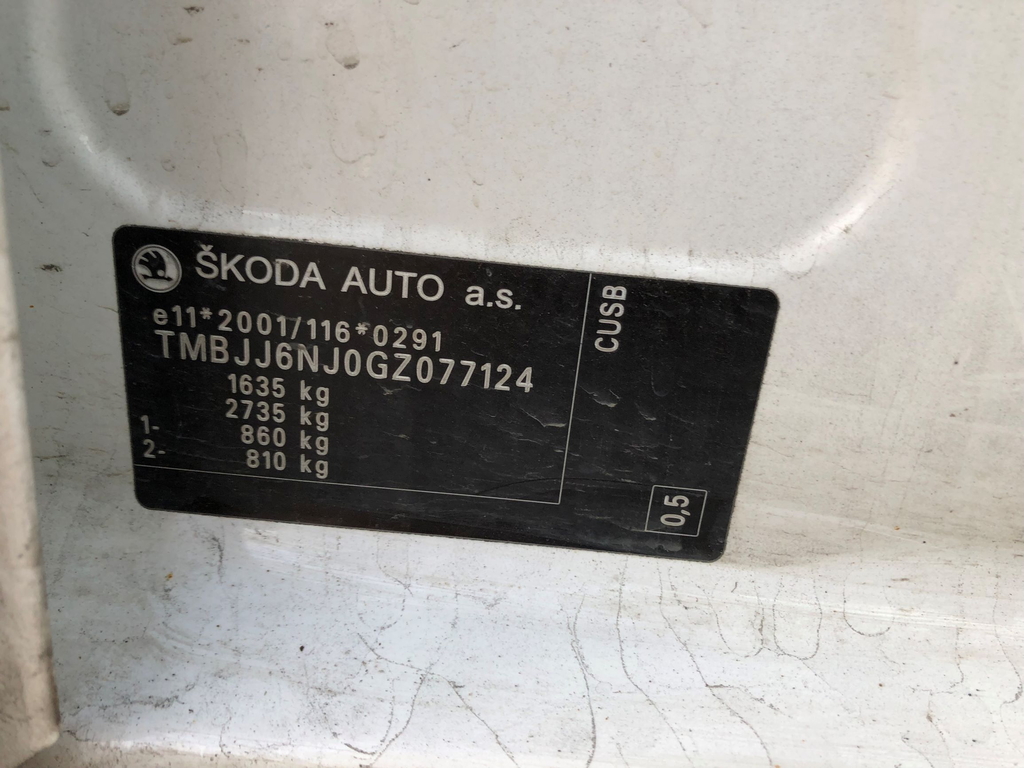 ŠKODA AUTO a.s.
e11*2001/116*0291
TMBJJ6NJ0GZ077124
1635 kg
2735 kg
1- 860 kg
2- 810 kg
CUSB
0,5